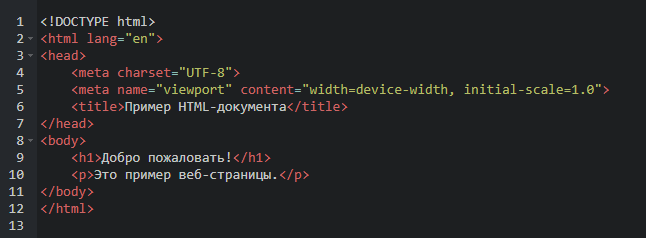 1 <!DOCTYPE html>
2 <html lang="en">
3 <head>
4     <meta charset="UTF-8">
5     <meta name="viewport" content="width=device-width, initial-scale=1.0">
6     <title>Пример HTML-документа</title>
7 </head>
8 <body>
9     <h1>Добро пожаловать!</h1>
10     <p>Это пример веб-страницы.</p>
11 </body>
12 </html>
13